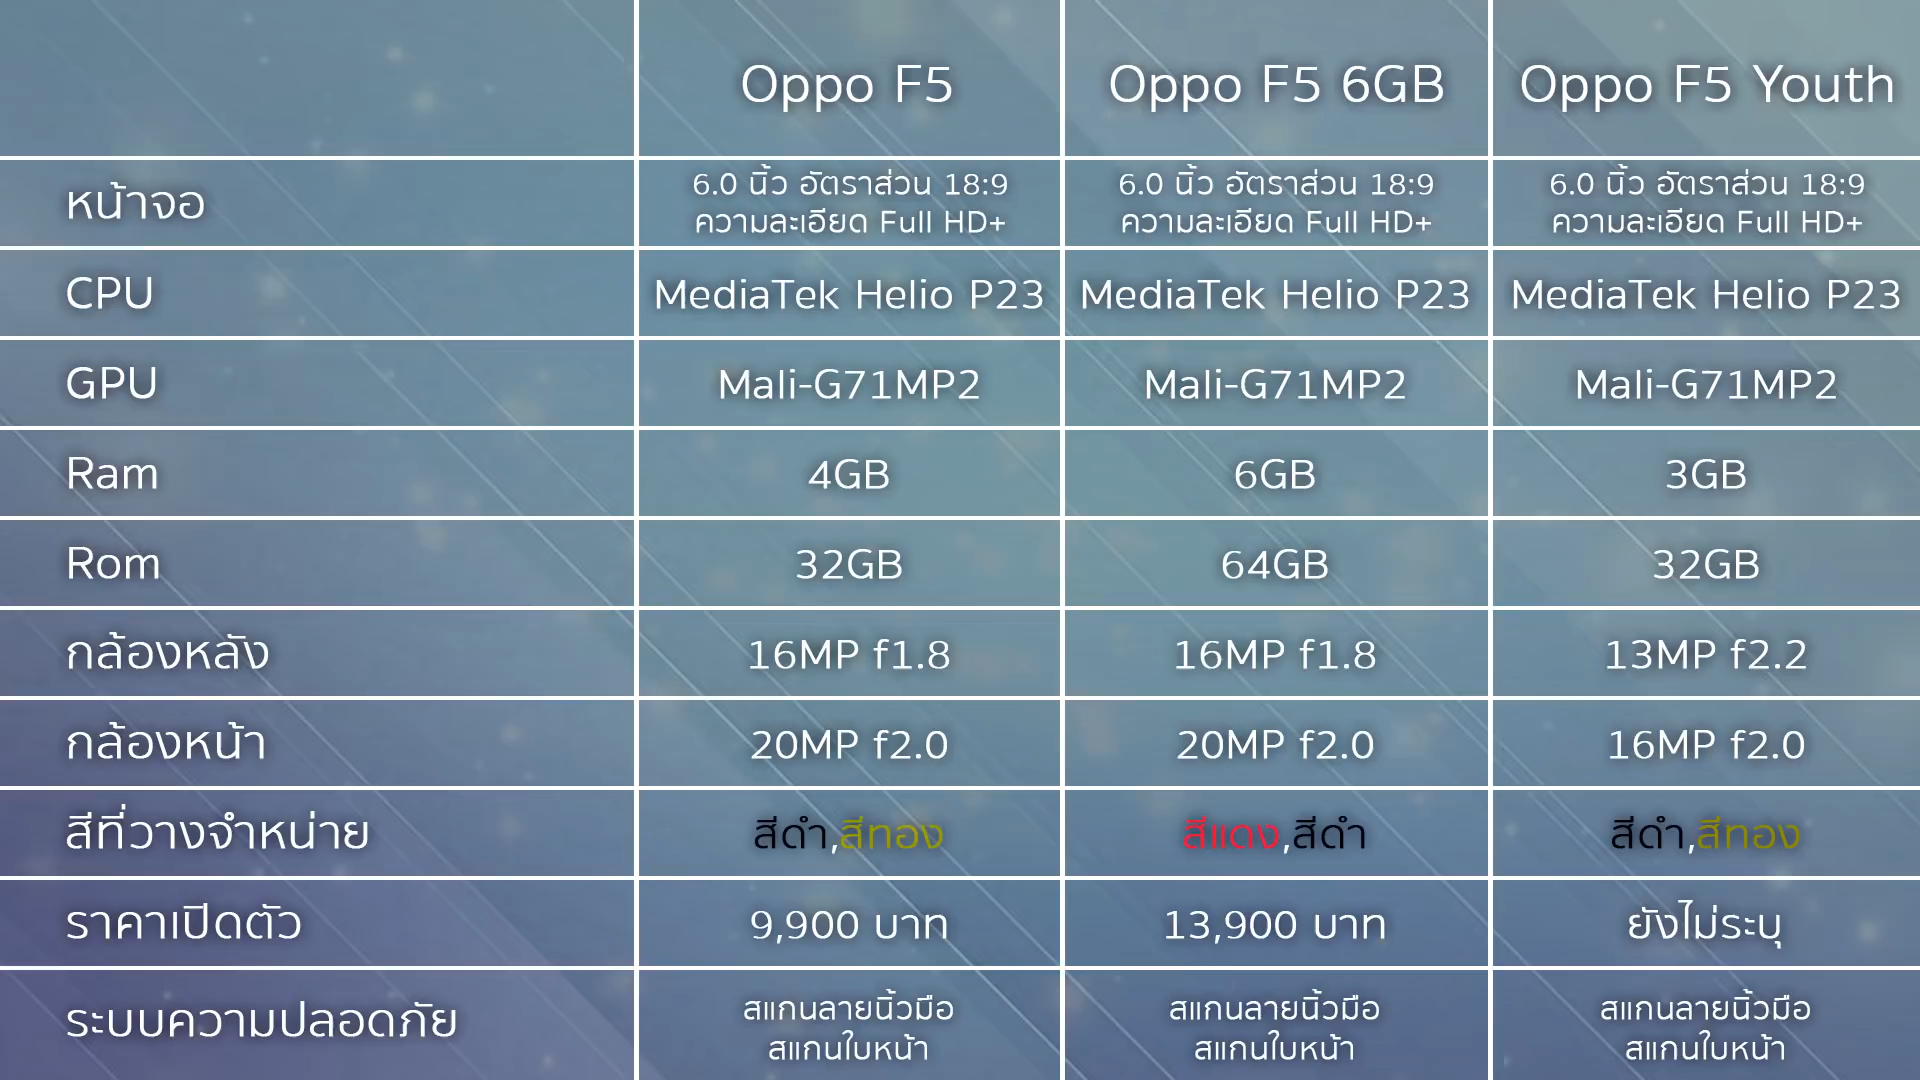 Oppo F5 Oppo F5 6GB Oppo F5 Youth
หน้าจอ
6.0 นิ้ว อัตราส่วน 18:9 6.0 นิ้ว อัตราส่วน 18:9 6.0 นิ้ว อัตราส่วน 18:9
ความละเอียด Full HD+ ความละเอียด Full HD+ ความละเอียด Full HD+
CPU MediaTek Helio P23 MediaTek Helio P23 MediaTek Helio P23
GPU Mali-G71MP2 Mali-G71MP2 Mali-G71MP2
Ram 4GB 6GB 3GB
Rom 32GB 64GB 32GB
กล้องหลัง 16MP f1.8 16MP f1.8 13MP f2.2
กล้องหน้า 20MP f2.0 20MP f2.0 16MP f2.0
สีที่วางจำหน่าย สีดำ,สีทอง สีแดง,สีดำ สีดำ,สีทอง
ราคาเปิดตัว 9,900 บาท 13,900 บาท ยังไม่ระบุ
ระบบความปลอดภัย
สแกนลายนิ้วมือ สแกนลายนิ้วมือ สแกนลายนิ้วมือ
สแกนใบหน้า สแกนใบหน้า สแกนใบหน้า